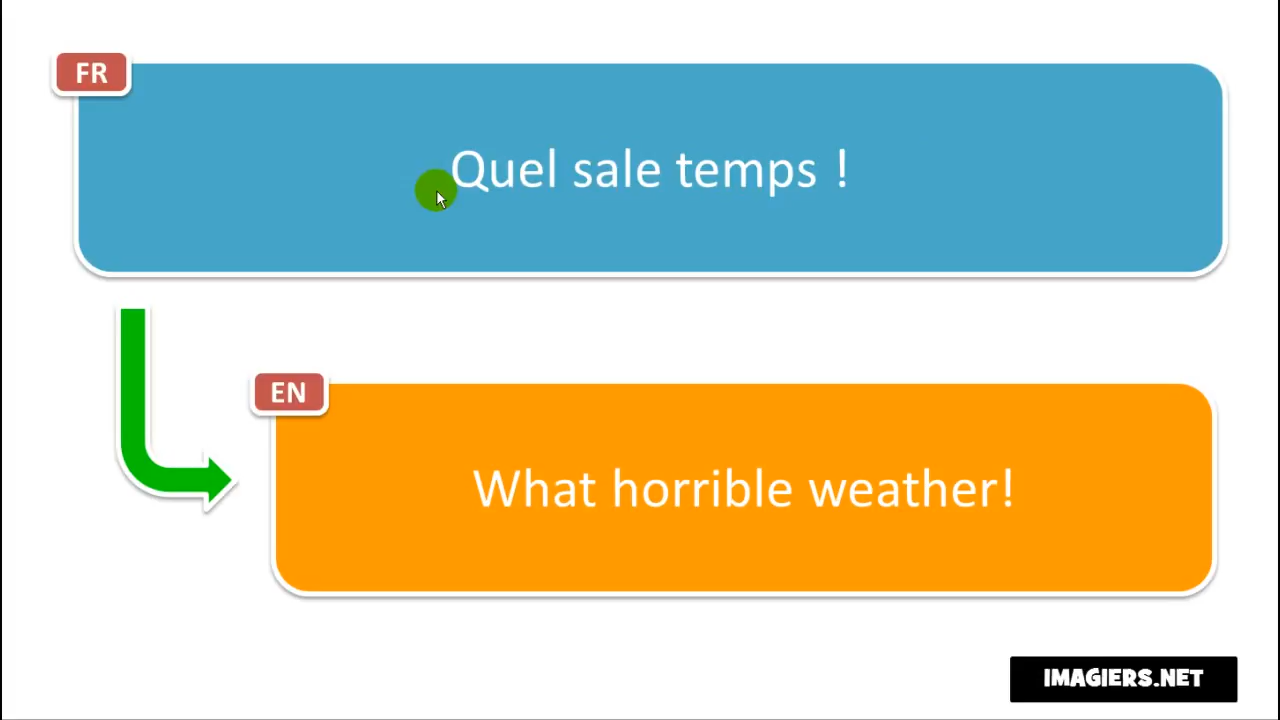 FR
Quel sale temps !
EN
What horrible weather!
IMAGIERS.NET